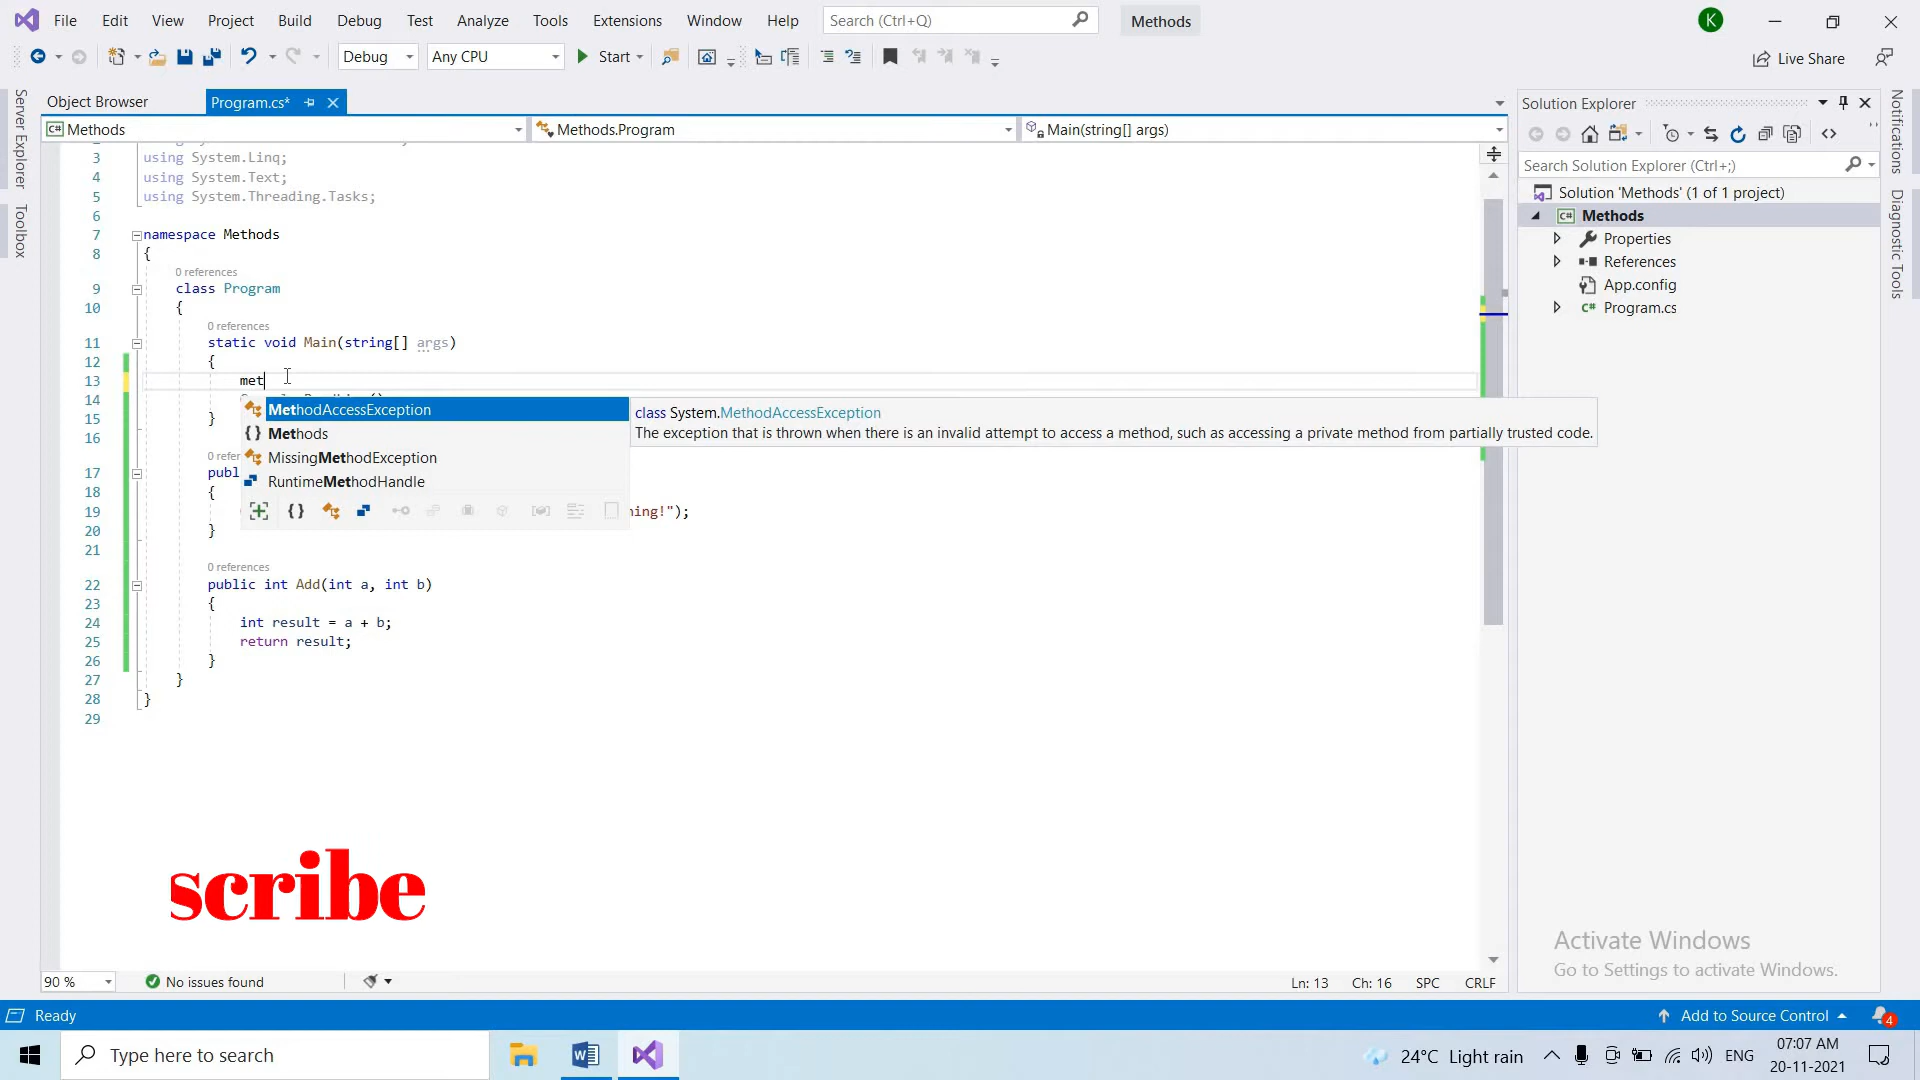 File Edit View Project Build Debug Test Analyze Tools Extensions Window Help Search (Ctrl+Q) Methods K
Debug Any CPU Start Live Share
Object Browser Program.cs*
Methods Methods.Program Main(string[] args)
3 using System.Linq;
4 using System.Text;
5 using System.Threading.Tasks;
6
7 namespace Methods
8 {
0 references
9 class Program
10 {
0 references
11 static void Main(string[] args)
12 {
13 met
14
15 }
16
MethodAccessException
Methods
MissingMethodException
RuntimeMethodHandle
class System.MethodAccessException
The exception that is thrown when there is an invalid attempt to access a method, such as accessing a private method from partially trusted code.
0 refer
17 publ
18 {
19 ning!");
20 }
21
0 references
22 public int Add(int a, int b)
23 {
24 int result = a + b;
25 return result;
26 }
27 }
28 }
29
scribe
90 % No issues found Ln: 13 Ch: 16 SPC CRLF
Server Explorer
Toolbox
Solution Explorer
Search Solution Explorer (Ctrl+;)
Solution 'Methods' (1 of 1 project)
C# Methods
Properties
References
App.config
C# Program.cs
Notifications
Diagnostic Tools
Activate Windows
Go to Settings to activate Windows.
Ready Add to Source Control 4
Type here to search 24°C Light rain ENG 07:07 AM
20-11-2021